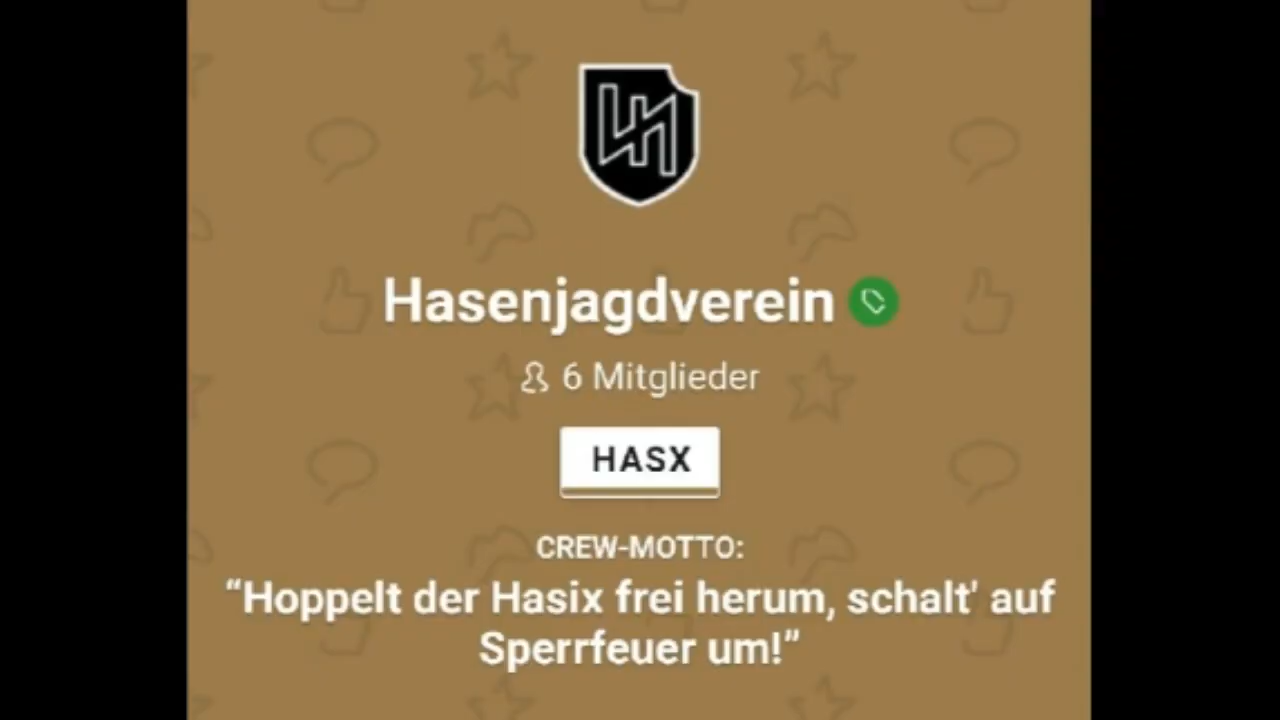 Hasenjagdverein
6 Mitglieder
HASX
CREW-MOTTO:
“Hoppelt der Hasix frei herum, schalt' auf
Sperrfeuer um!”